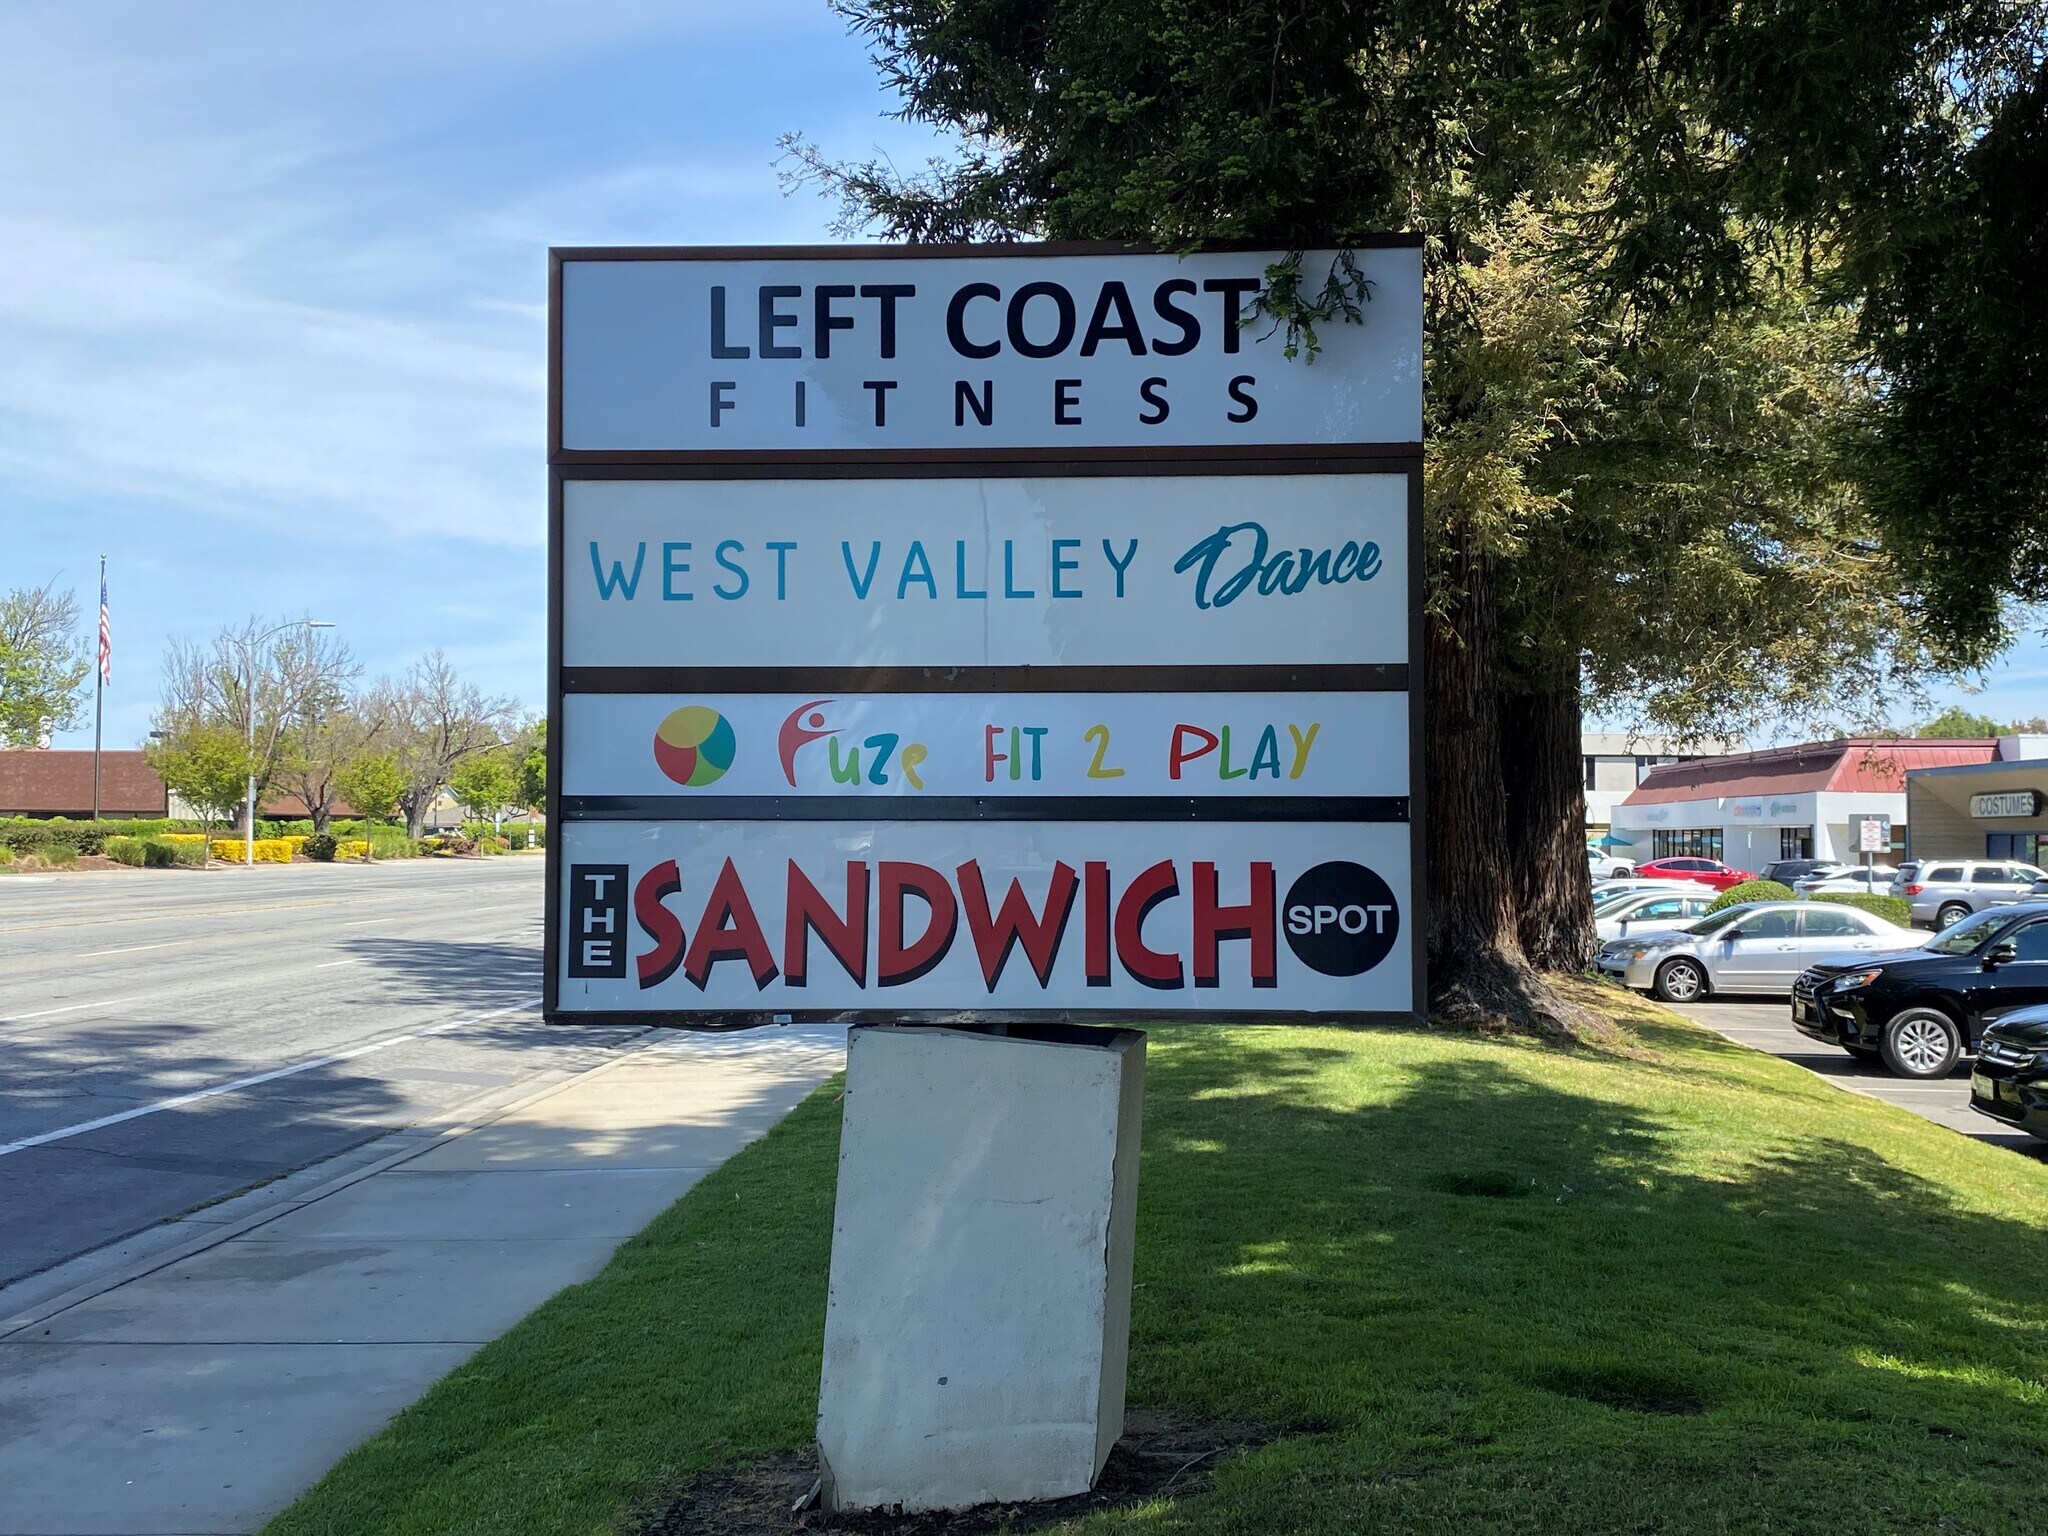 LEFT COAST
FITNESS
WEST VALLEY Dance
Fuze FIT 2 PLAY
THE SANDWICH SPOT
COSTUMES